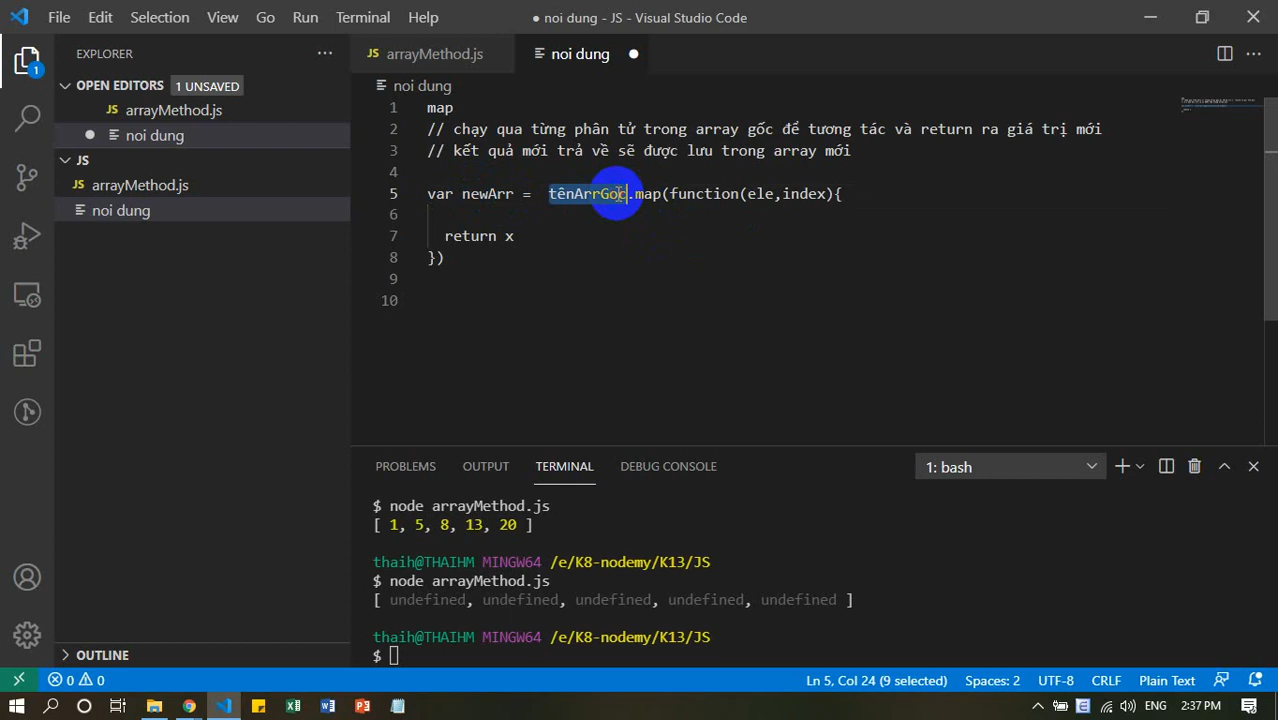 File Edit Selection View Go Run Terminal Help
● noi dung - JS - Visual Studio Code
EXPLORER
OPEN EDITORS 1 UNSAVED
JS arrayMethod.js
noi dung
JS
arrayMethod.js
noi dung
OUTLINE
1
JS arrayMethod.js
noi dung
noi dung
1 map
2 // chạy qua từng phân tử trong array gốc để tương tác và return ra giá trị mới
3 // kết quả mới trả về sẽ được lưu trong array mới
4
5 var newArr = tênArrGoc.map(function(ele,index){
6
7 return x
8 })
9
10
PROBLEMS OUTPUT TERMINAL DEBUG CONSOLE
1: bash
$ node arrayMethod.js
[ 1, 5, 8, 13, 20 ]
thaih@THAIHM MINGW64 /e/K8-nodemy/K13/JS
$ node arrayMethod.js
[ undefined, undefined, undefined, undefined, undefined ]
thaih@THAIHM MINGW64 /e/K8-nodemy/K13/JS
$
0 0
Ln 5, Col 24 (9 selected) Spaces: 2 UTF-8 CRLF Plain Text
ENG 2:37 PM